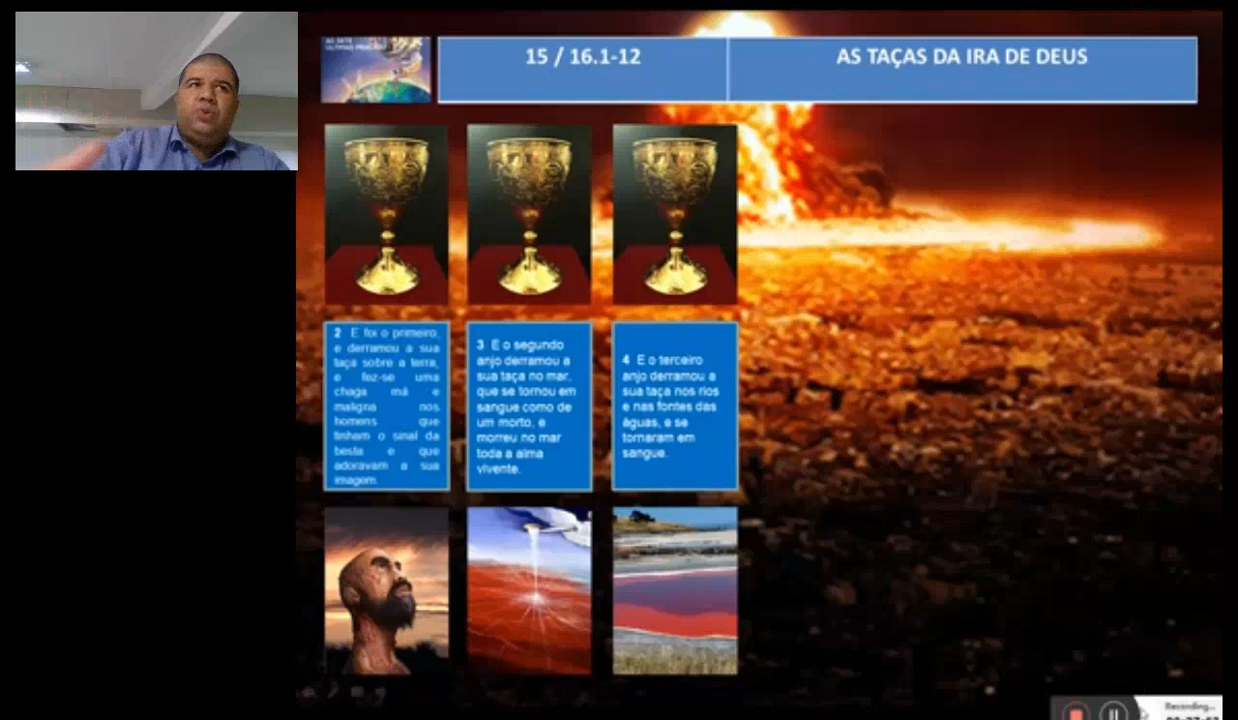 15 / 16.1-12
AS TAÇAS DA IRA DE DEUS
2 E foi o primeiro,
e derramou a sua
taça sobre a terra,
e fez-se uma
chaga má e
maligna nos
homens que
tinham o sinal da
besta e que
adoravam a sua
imagem.
3 E o segundo
anjo derramou a
sua taça no mar,
que se tornou em
sangue como de
um morto, e
morreu no mar
toda a alma
vivente.
4 E o terceiro
anjo derramou a
sua taça nos rios
e nas fontes das
águas, e se
tornaram em
sangue.
Recording...